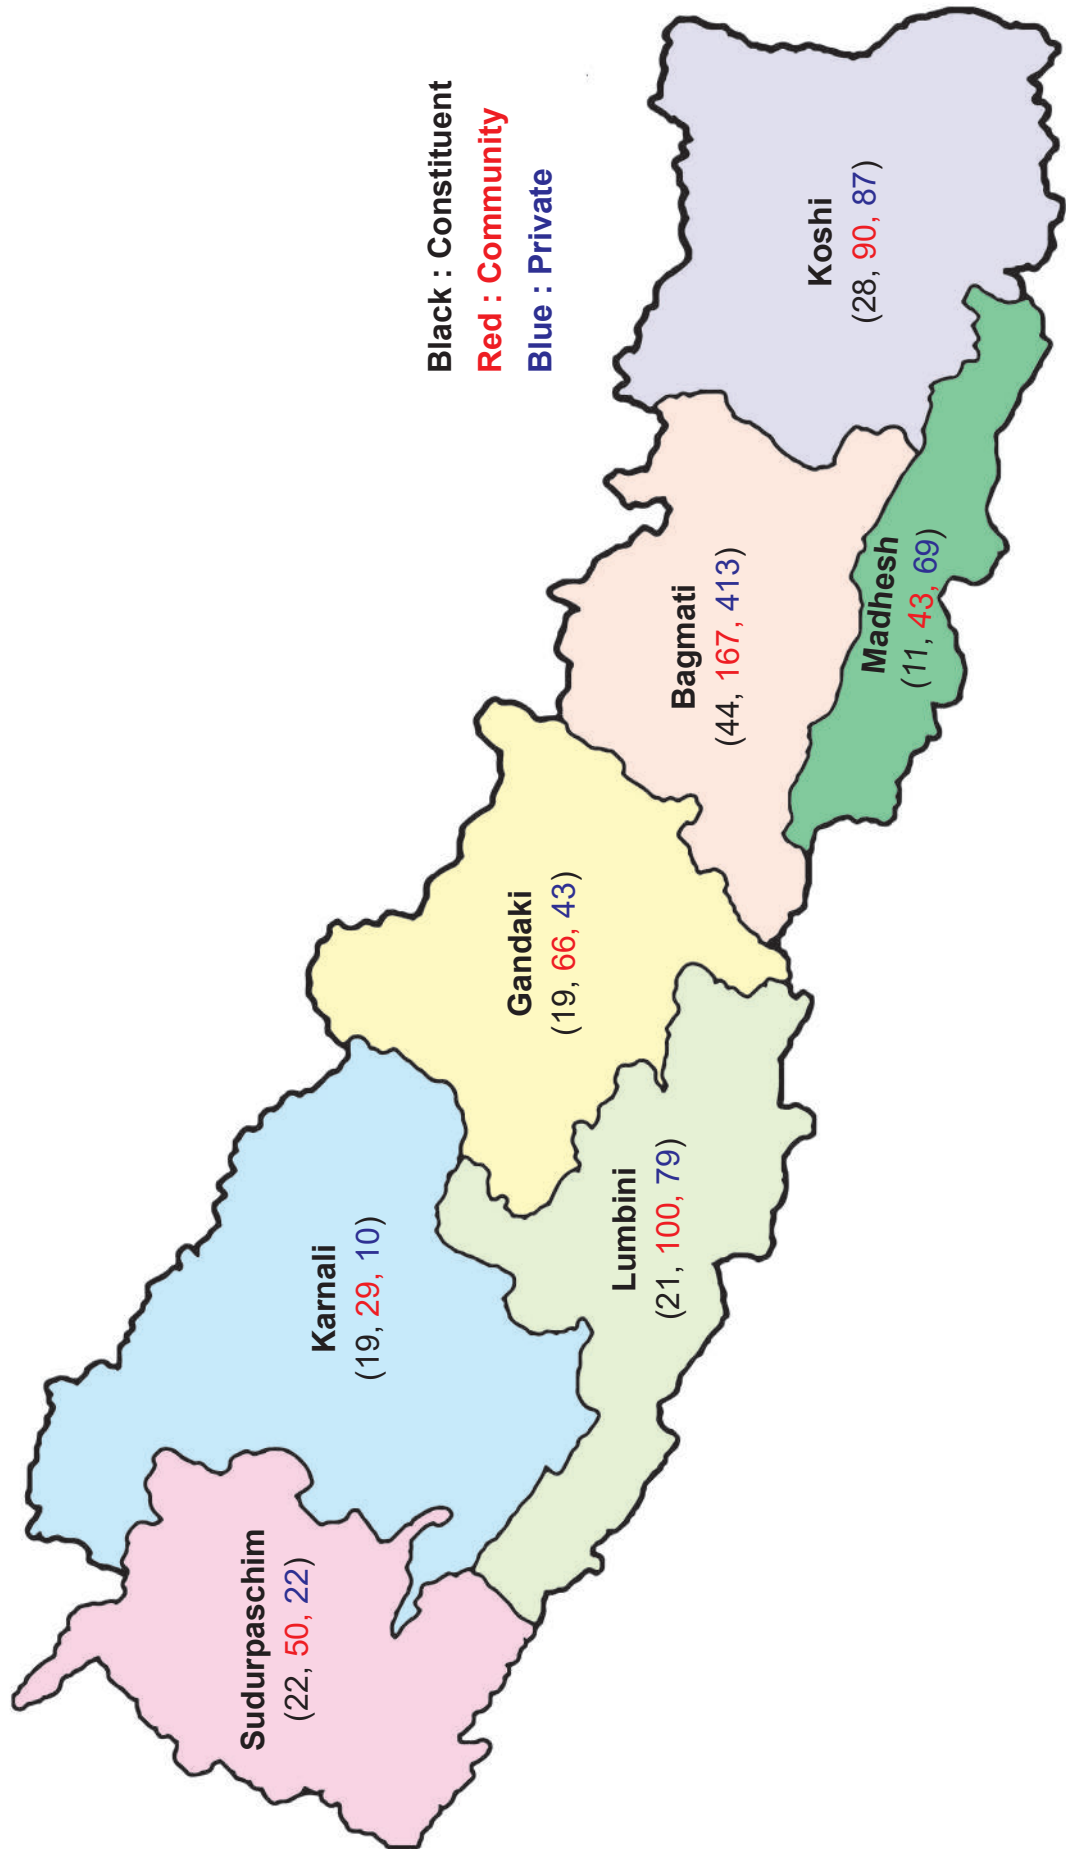 Black : Constituent
Red : Community
Blue : Private
Sudurpaschim
(22, 50, 22)
Karnali
(19, 29, 10)
Gandaki
(19, 66, 43)
Lumbini
(21, 100, 79)
Bagmati
(44, 167, 413)
Madhesh
(11, 43, 69)
Koshi
(28, 90, 87)